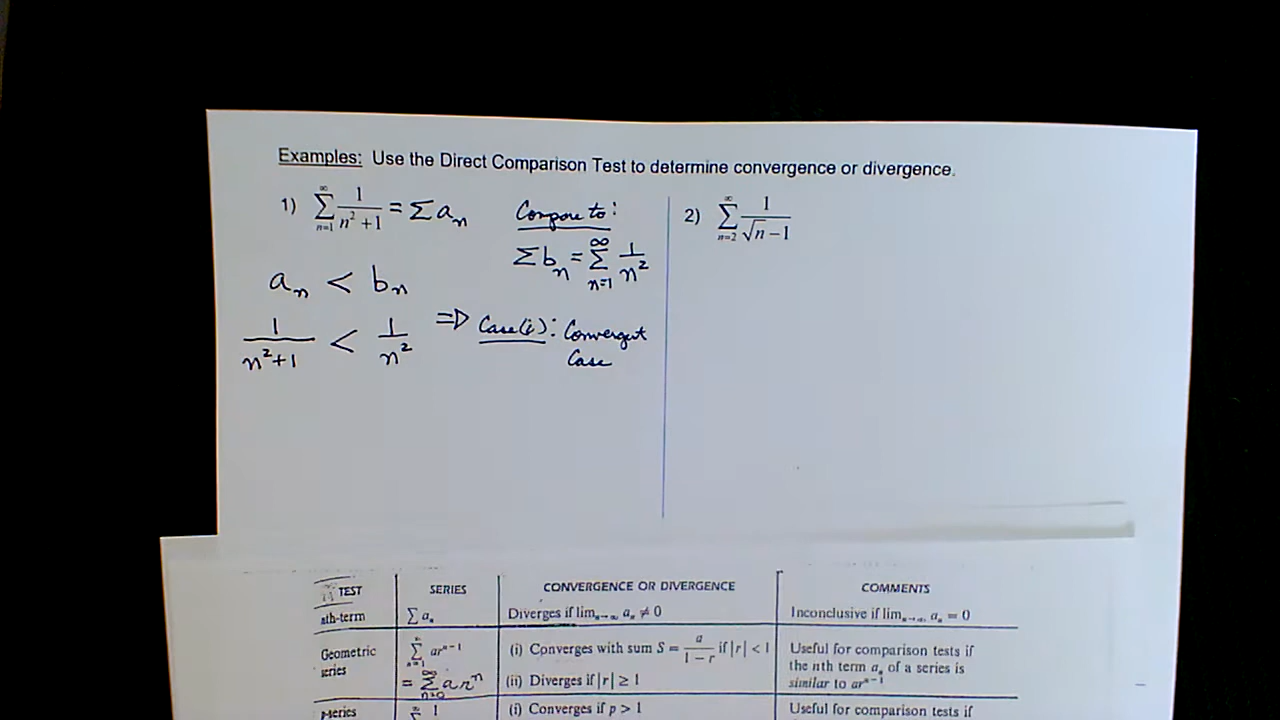 Examples: Use the Direct Comparison Test to determine convergence or divergence.
1) ∞ Σ n=1 1/(n² + 1) = Σ aₙ
Compare to:
Σ bₙ = ∞ Σ n=1 1/n²
aₙ < bₙ
1/(n²+1) < 1/n² ⇒ Case(i): Convergent
Case
2) ∞ Σ n=2 1/(√n − 1)
TEST SERIES CONVERGENCE OR DIVERGENCE COMMENTS
nth-term Σ aₙ Diverges if limₙ→∞ aₙ ≠ 0 Inconclusive if limₙ→∞ aₙ = 0
Geometric ∞ Σ n=1 arⁿ⁻¹ (i) Converges with sum S = a/(1 − r) if |r| < 1 Useful for comparison tests if
series the nth term aₙ of a series is
= ∞ Σ n=0 arⁿ (ii) Diverges if |r| ≥ 1 similar to arⁿ⁻¹
p-series ∞ Σ 1 (i) Converges if p > 1 Useful for comparison tests if